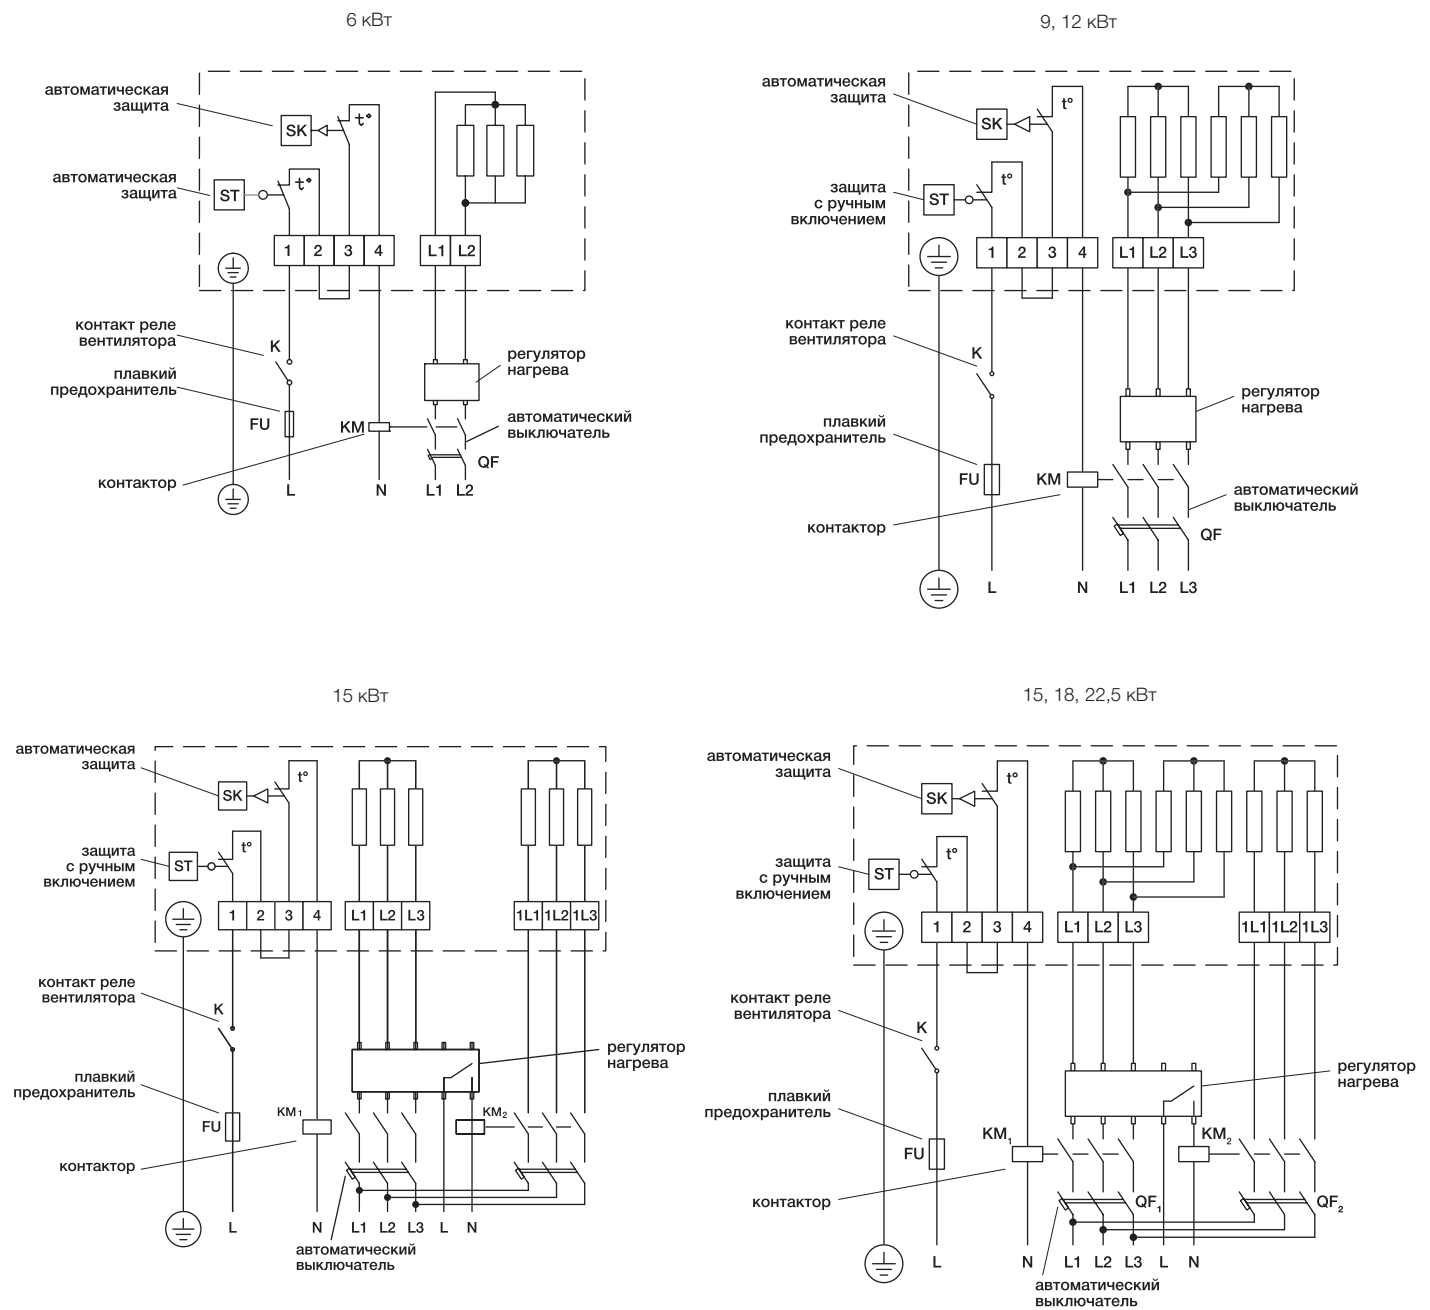 6 кВт
автоматическая
защита
SK
t°
автоматическая
защита
ST
t°
1 2 3 4 L1 L2
контакт реле
вентилятора
K
регулятор
нагрева
плавкий
предохранитель
FU
KM
автоматический
выключатель
QF
контактор
L N L1 L2
9, 12 кВт
автоматическая
защита
SK
t°
защита
с ручным
включением
ST
t°
1 2 3 4 L1 L2 L3
контакт реле
вентилятора
K
регулятор
нагрева
плавкий
предохранитель
FU
KM
автоматический
выключатель
контактор
QF
L N L1 L2 L3
15 кВт
автоматическая
защита
SK
t°
защита
с ручным
включением
ST
t°
1 2 3 4 L1 L2 L3 1L1 1L2 1L3
контакт реле
вентилятора
K
регулятор
нагрева
плавкий
предохранитель
FU
KM1
KM2
контактор
L N L1 L2 L3 L N
автоматический
выключатель
15, 18, 22,5 кВт
автоматическая
защита
SK
t°
защита
с ручным
включением
ST
t°
1 2 3 4 L1 L2 L3 1L1 1L2 1L3
контакт реле
вентилятора
K
регулятор
нагрева
плавкий
предохранитель
FU
KM1
KM2
контактор
QF1
QF2
L N L1 L2 L3 L N
автоматический
выключатель